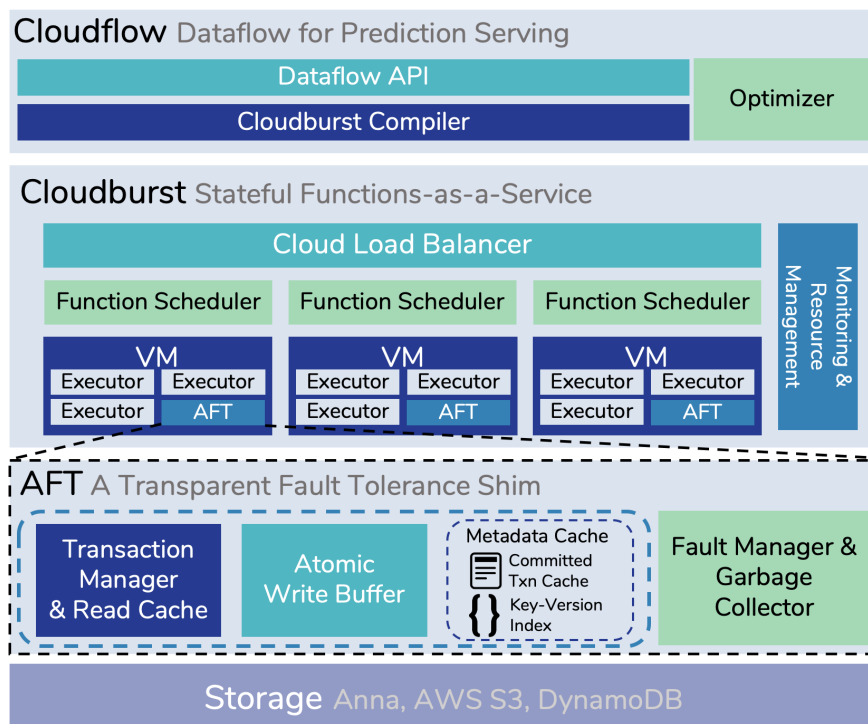 Cloudflow Dataflow for Prediction Serving
Dataflow API
Cloudburst Compiler
Optimizer
Cloudburst Stateful Functions-as-a-Service
Cloud Load Balancer
Function Scheduler
Function Scheduler
Function Scheduler
VM
Executor
Executor
Executor
AFT
VM
Executor
Executor
Executor
AFT
VM
Executor
Executor
Executor
AFT
Monitoring &
Resource
Management
AFT A Transparent Fault Tolerance Shim
Transaction
Manager
& Read Cache
Atomic
Write Buffer
Metadata Cache
Committed
Txn Cache
{}
Key-Version
Index
Fault Manager &
Garbage
Collector
Storage Anna, AWS S3, DynamoDB